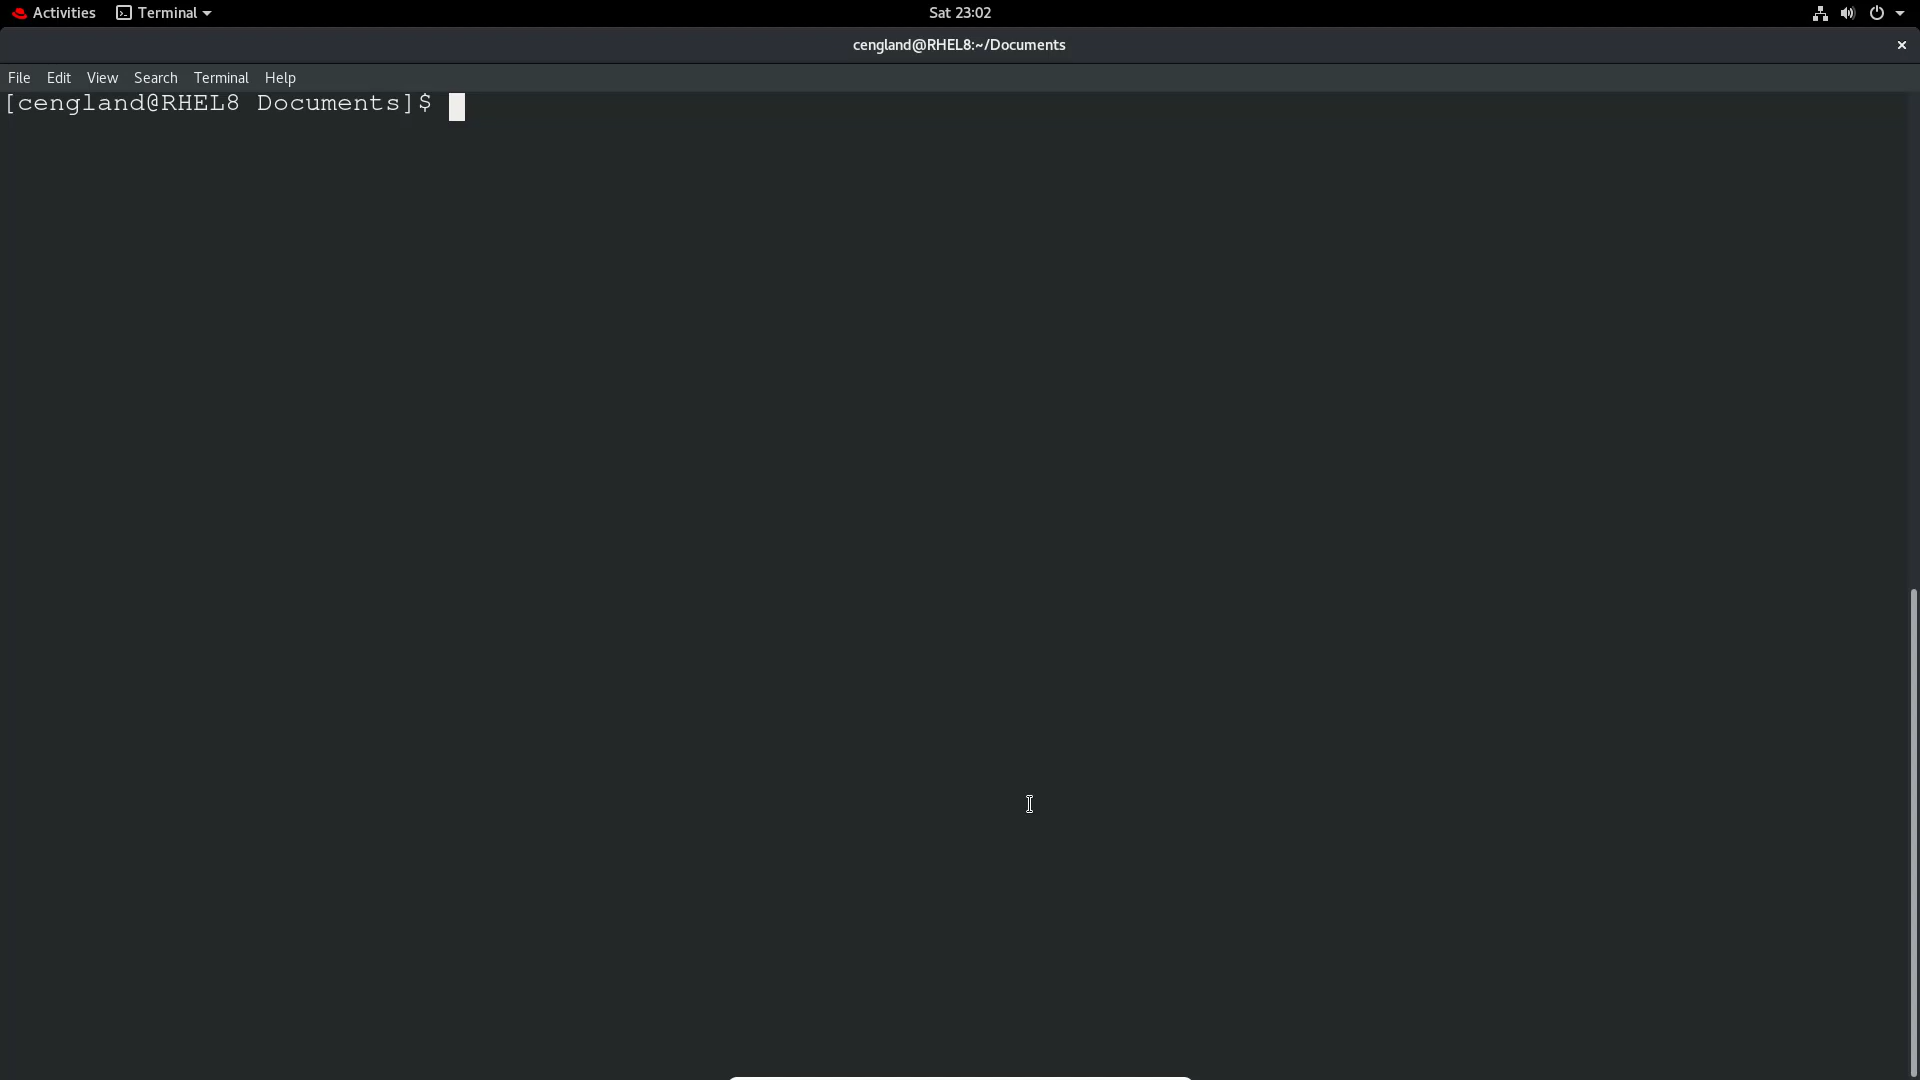 Activities Terminal Sat 23:02
cengland@RHEL8:~/Documents
File Edit View Search Terminal Help
[cengland@RHEL8 Documents]$